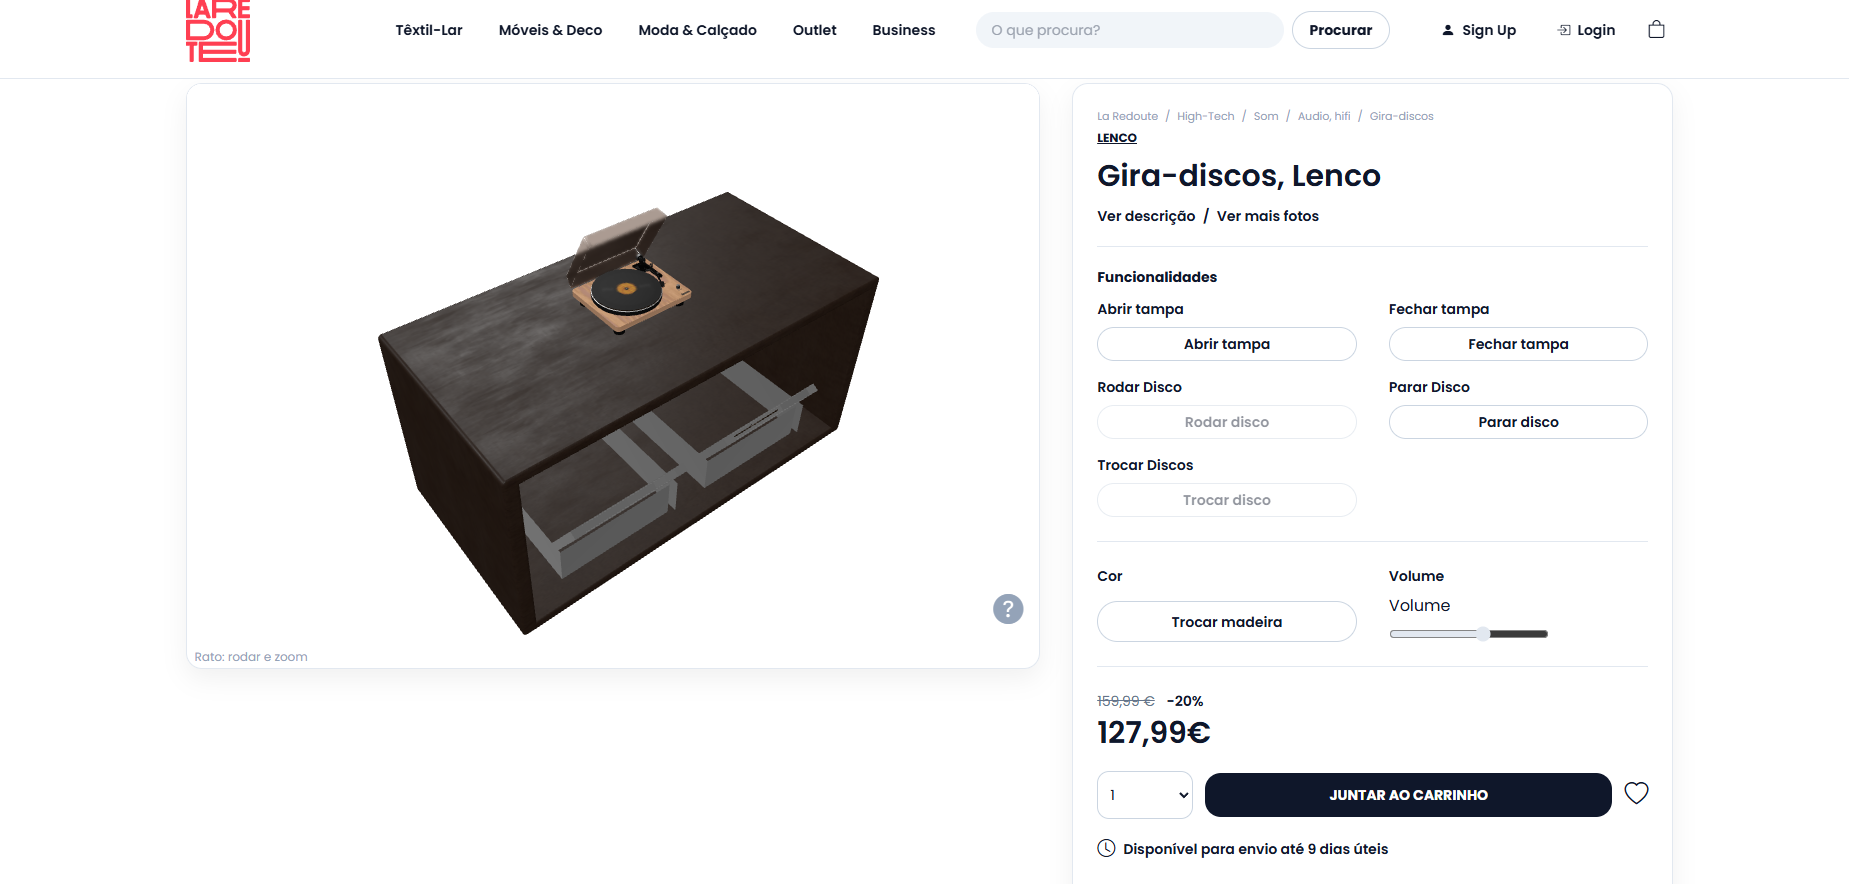 LA REDOUTE
Têxtil-Lar Móveis & Deco Moda & Calçado Outlet Business O que procura? Procurar Sign Up Login
La Redoute / High-Tech / Som / Audio, hifi / Gira-discos
LENCO
Gira-discos, Lenco
Ver descrição / Ver mais fotos
Funcionalidades
Abrir tampa Fechar tampa
Abrir tampa Fechar tampa
Rodar Disco Parar Disco
Rodar disco Parar disco
Trocar Discos
Trocar disco
Cor Volume
Volume
Trocar madeira
?
Rato: rodar e zoom
159,99 € -20%
127,99€
1 JUNTAR AO CARRINHO
Disponível para envio até 9 dias úteis